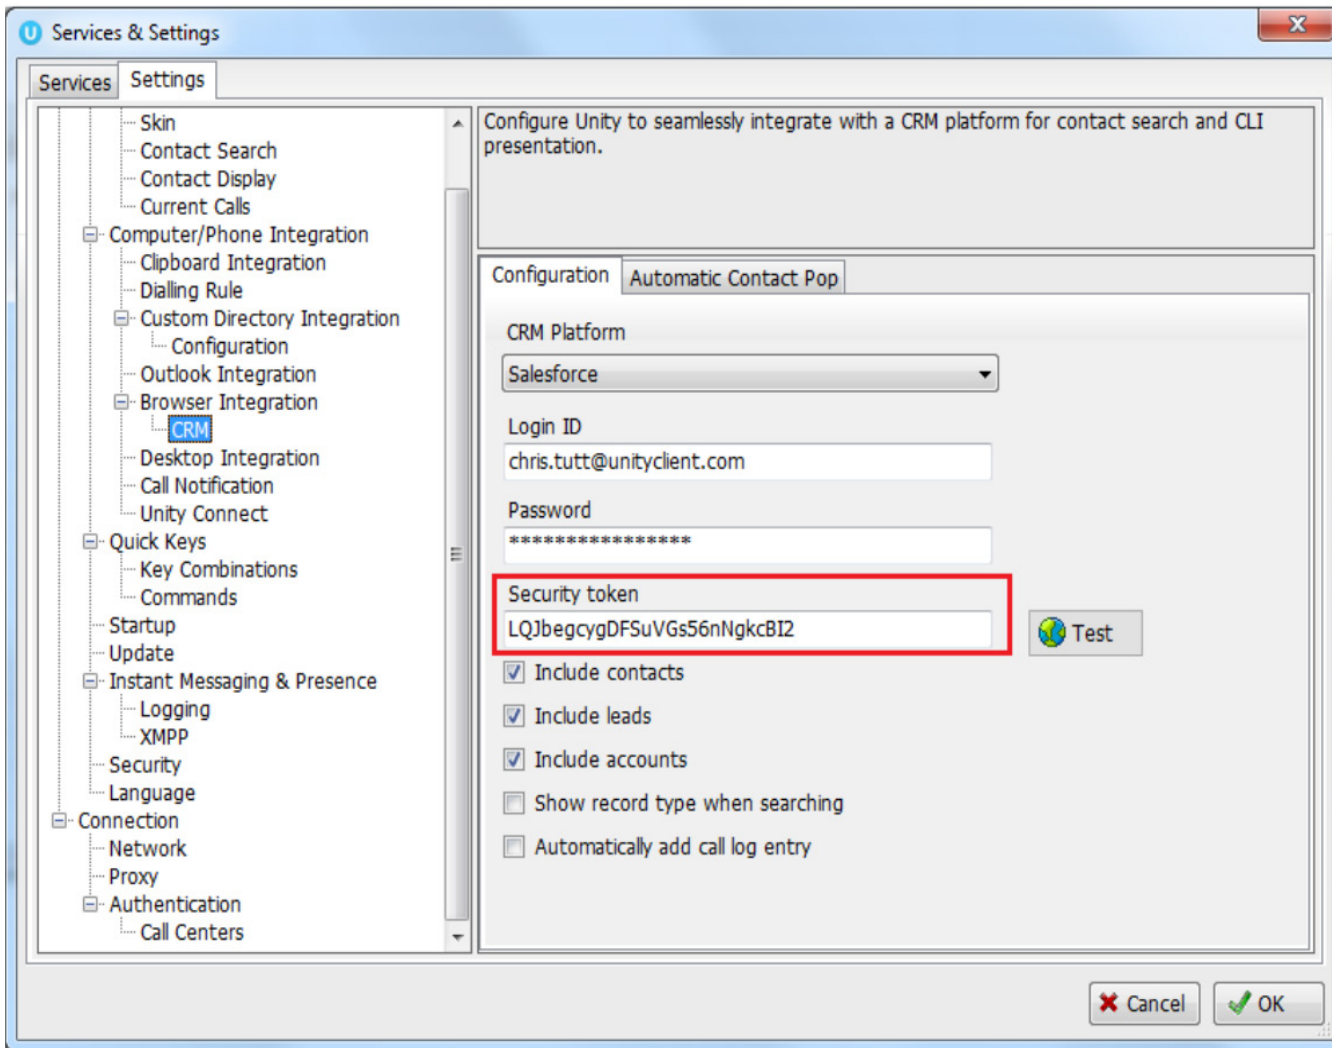 Services & Settings
Services
Settings
Skin
Contact Search
Contact Display
Current Calls
Computer/Phone Integration
Clipboard Integration
Dialling Rule
Custom Directory Integration
Configuration
Outlook Integration
Browser Integration
CRM
Desktop Integration
Call Notification
Unity Connect
Quick Keys
Key Combinations
Commands
Startup
Update
Instant Messaging & Presence
Logging
XMPP
Security
Language
Connection
Network
Proxy
Authentication
Call Centers
Configure Unity to seamlessly integrate with a CRM platform for contact search and CLI
presentation.
Configuration
Automatic Contact Pop
CRM Platform
Salesforce
Login ID
chris.tutt@unityclient.com
Password
****************
Security token
LQJbegcygDFSuVGs56nNgkcBI2
Test
Include contacts
Include leads
Include accounts
Show record type when searching
Automatically add call log entry
Cancel
OK